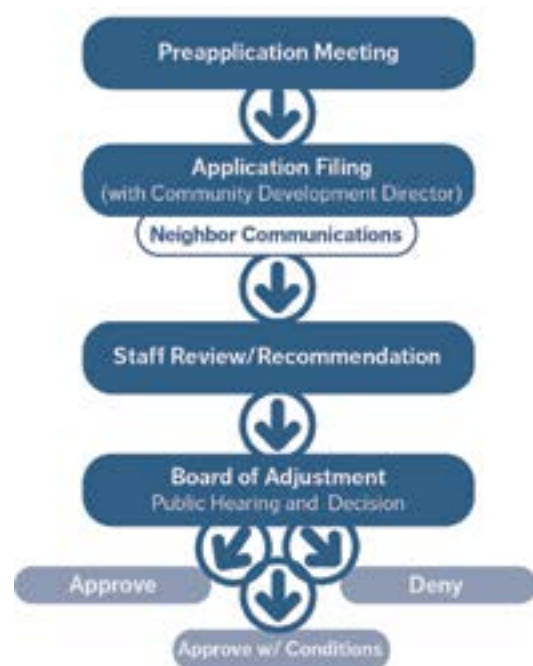 Preapplication Meeting
Application Filing
(with Community Development Director)
Neighbor Communications
Staff Review/Recommendation
Board of Adjustment
Public Hearing and Decision
Approve
Deny
Approve w/ Conditions